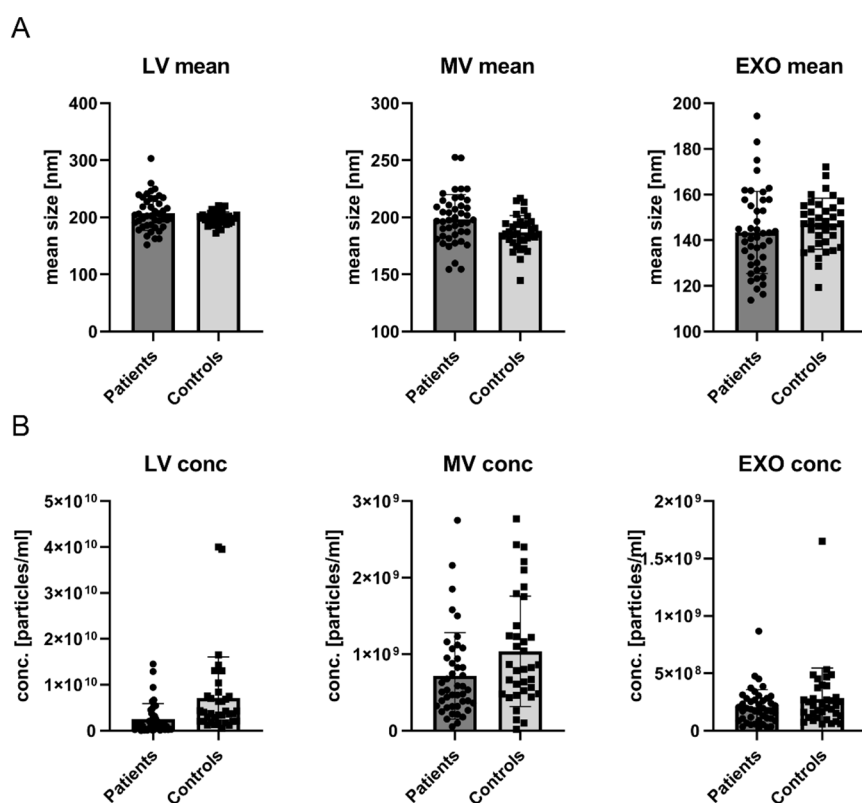 A
LV mean
MV mean
EXO mean
mean size [nm]
400
300
200
100
0
Patients
Controls
mean size [nm]
300
250
200
150
100
Patients
Controls
mean size [nm]
200
180
160
140
120
100
Patients
Controls
B
LV conc
MV conc
EXO conc
conc. [particles/ml]
5×10¹⁰
4×10¹⁰
3×10¹⁰
2×10¹⁰
1×10¹⁰
0
Patients
Controls
conc. [particles/ml]
3×10⁹
2×10⁹
1×10⁹
0
Patients
Controls
conc. [particles/ml]
2×10⁹
1.5×10⁹
1×10⁹
5×10⁸
0
Patients
Controls